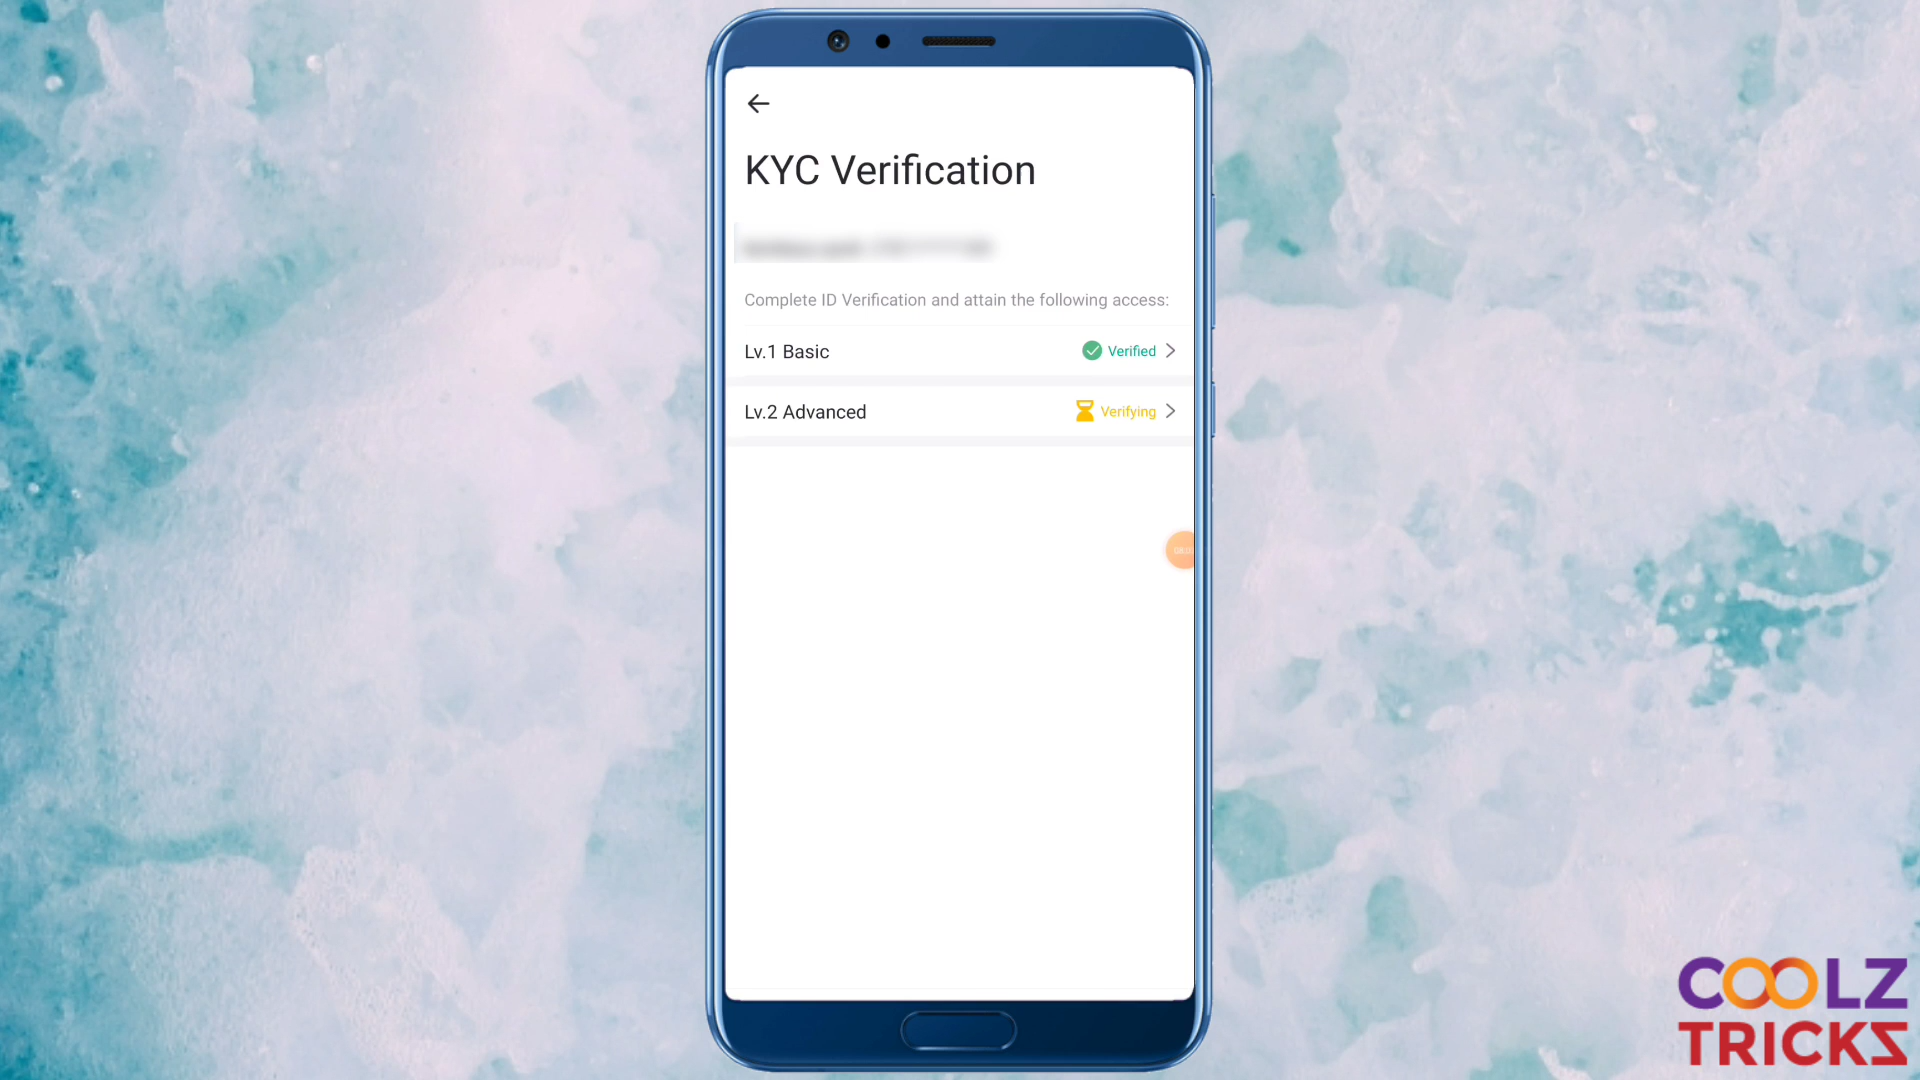 KYC Verification
Complete ID Verification and attain the following access:
Lv.1 Basic
Verified
Lv.2 Advanced
Verifying
COOLZ
TRICKS